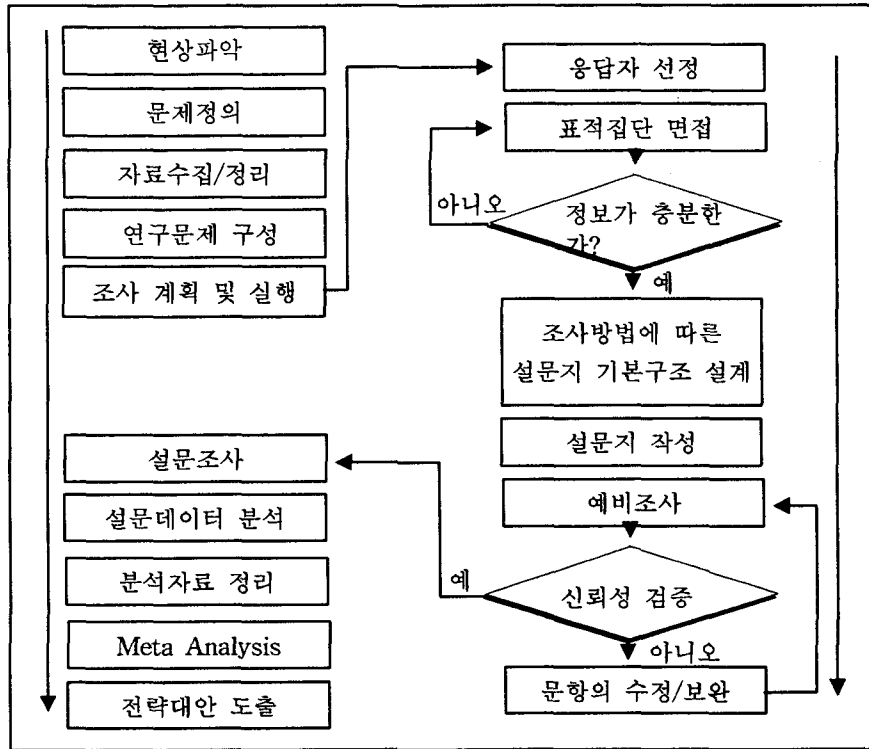 현상파악
문제정의
자료수집/정리
연구문제 구성
조사 계획 및 실행
응답자 선정
표적집단 면접
아니오
정보가 충분한
가?
예
조사방법에 따른
설문지 기본구조 설계
설문지 작성
예비조사
신뢰성 검증
예
아니오
문항의 수정/보완
설문조사
설문데이터 분석
분석자료 정리
Meta Analysis
전략대안 도출